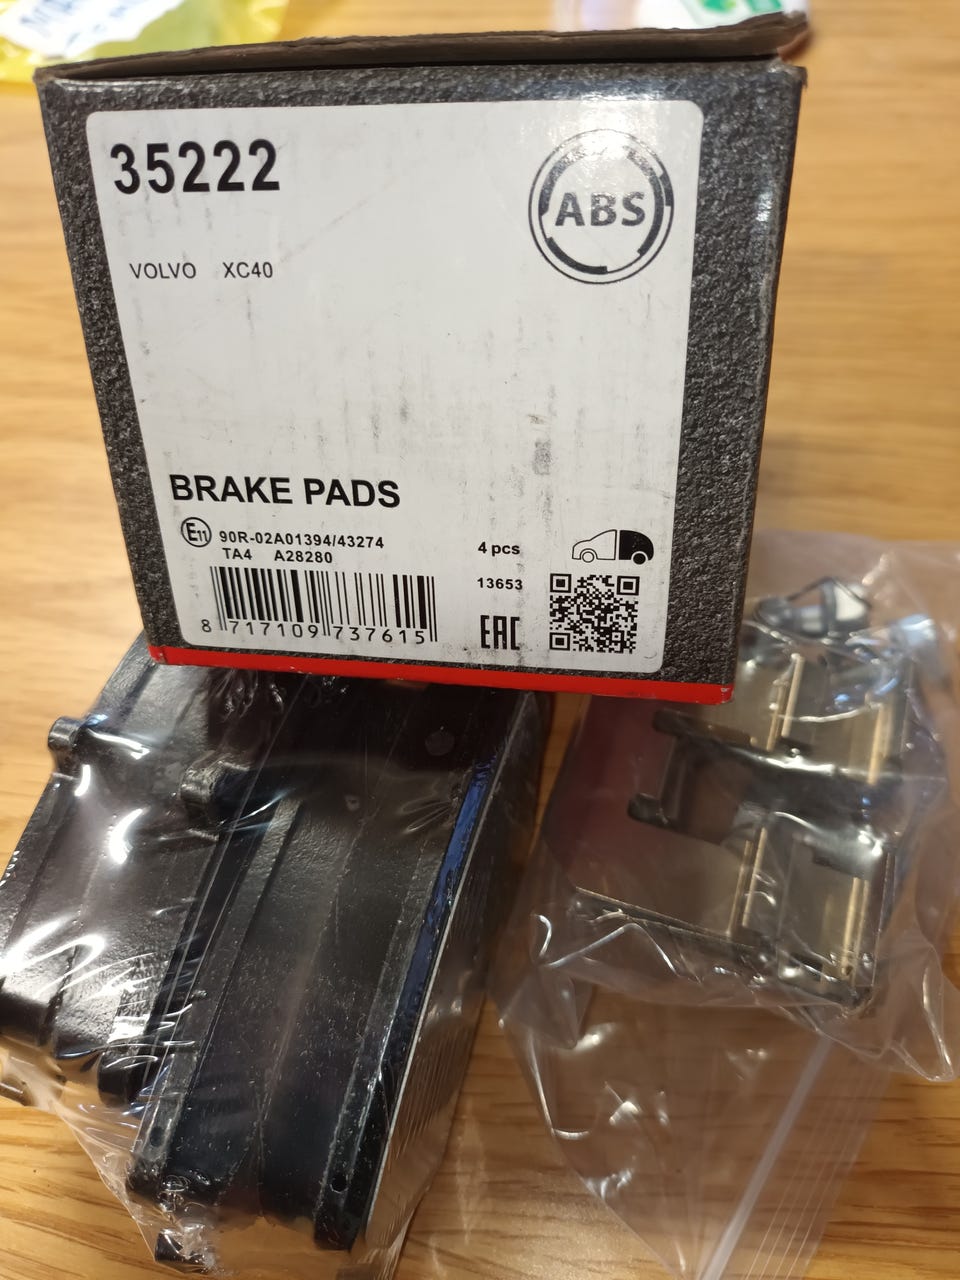 35222
ABS
VOLVO XC40
BRAKE PADS
E11 90R-02A01394/43274
TA4 A28280
4 pcs
13653
8 717109 737615
EAC